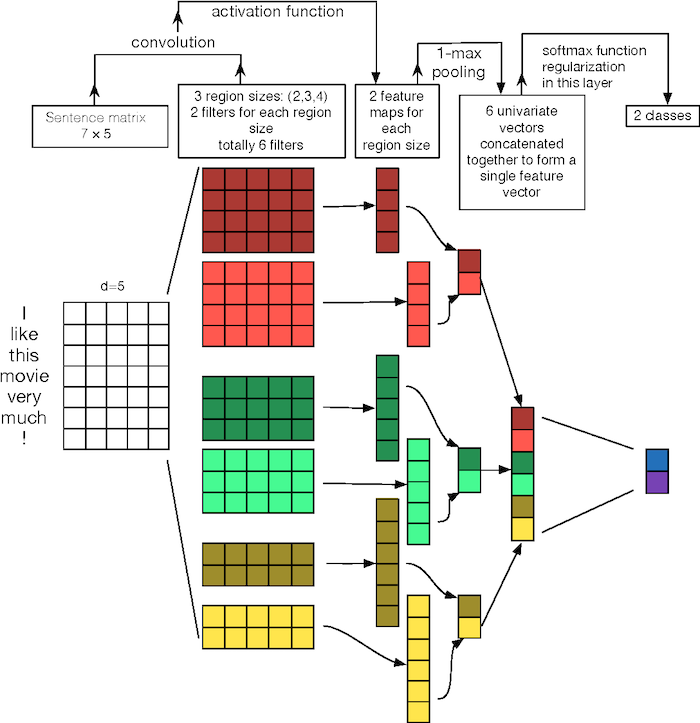 activation function
convolution
1-max
pooling
softmax function
regularization
in this layer
Sentence matrix
7 × 5
3 region sizes: (2,3,4)
2 filters for each region
size
totally 6 filters
2 feature
maps for
each
region size
6 univariate
vectors
concatenated
together to form a
single feature
vector
2 classes
d=5
I
like
this
movie
very
much
!